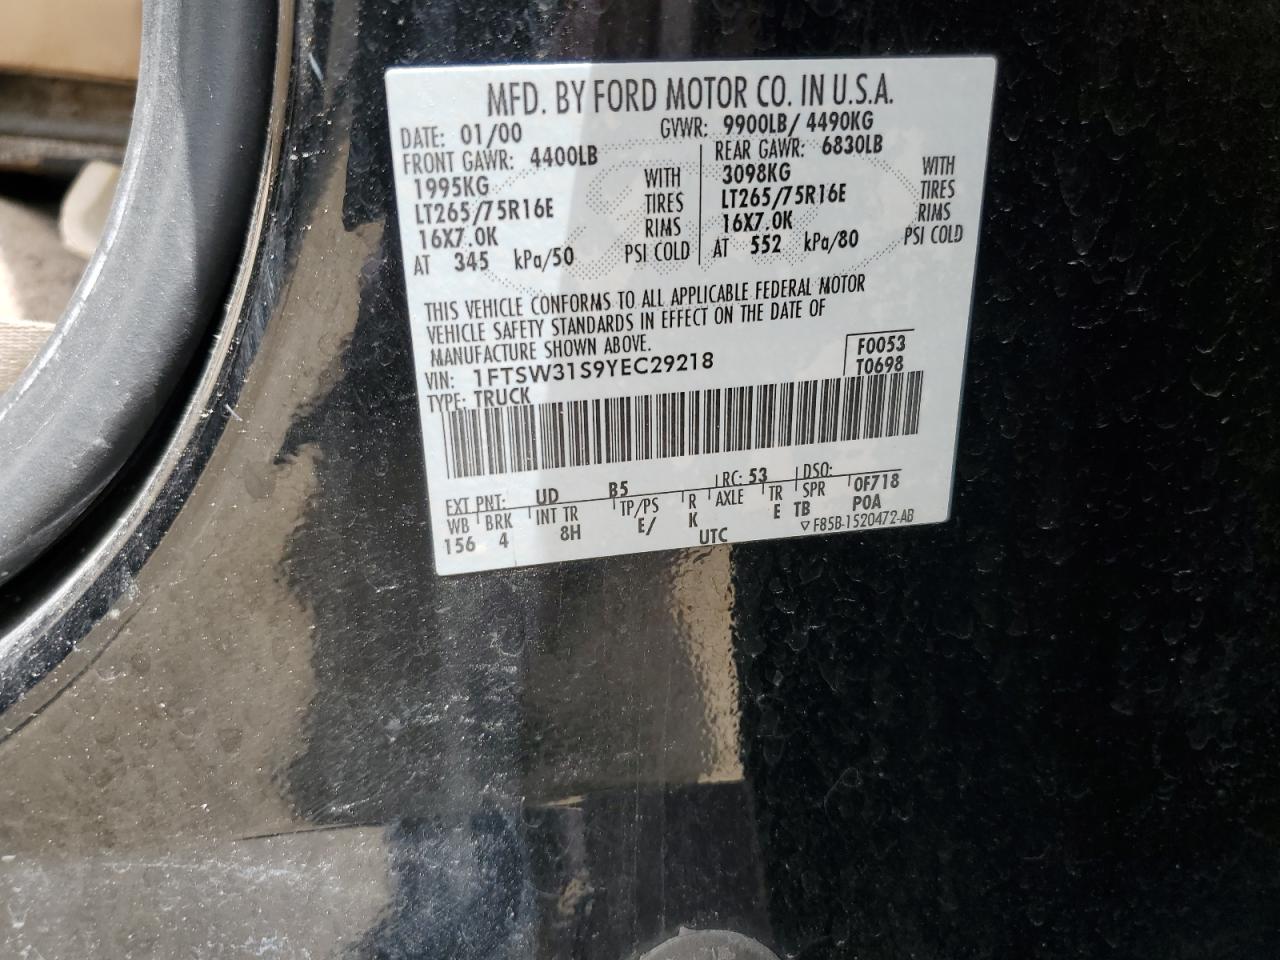 MFD. BY FORD MOTOR CO. IN U.S.A.
DATE: 01/00 GVWR: 9900LB/ 4490KG
FRONT GAWR: 4400LB REAR GAWR: 6830LB
1995KG WITH 3098KG WITH
LT265/75R16E TIRES LT265/75R16E TIRES
16X7.0K RIMS 16X7.0K RIMS
AT 345 kPa/50 PSI COLD AT 552 kPa/80 PSI COLD
THIS VEHICLE CONFORMS TO ALL APPLICABLE FEDERAL MOTOR
VEHICLE SAFETY STANDARDS IN EFFECT ON THE DATE OF
MANUFACTURE SHOWN ABOVE.
F0053
VIN: 1FTSW31S9YEC29218
T0698
TYPE: TRUCK
EXT PNT: UD B5 RC: 53 DSO:
WB BRK INT TR TP/PS R AXLE TR SPR 0F718
156 4 8H E/ K E TB POA
UTC ▽ F85B-1520472-AB